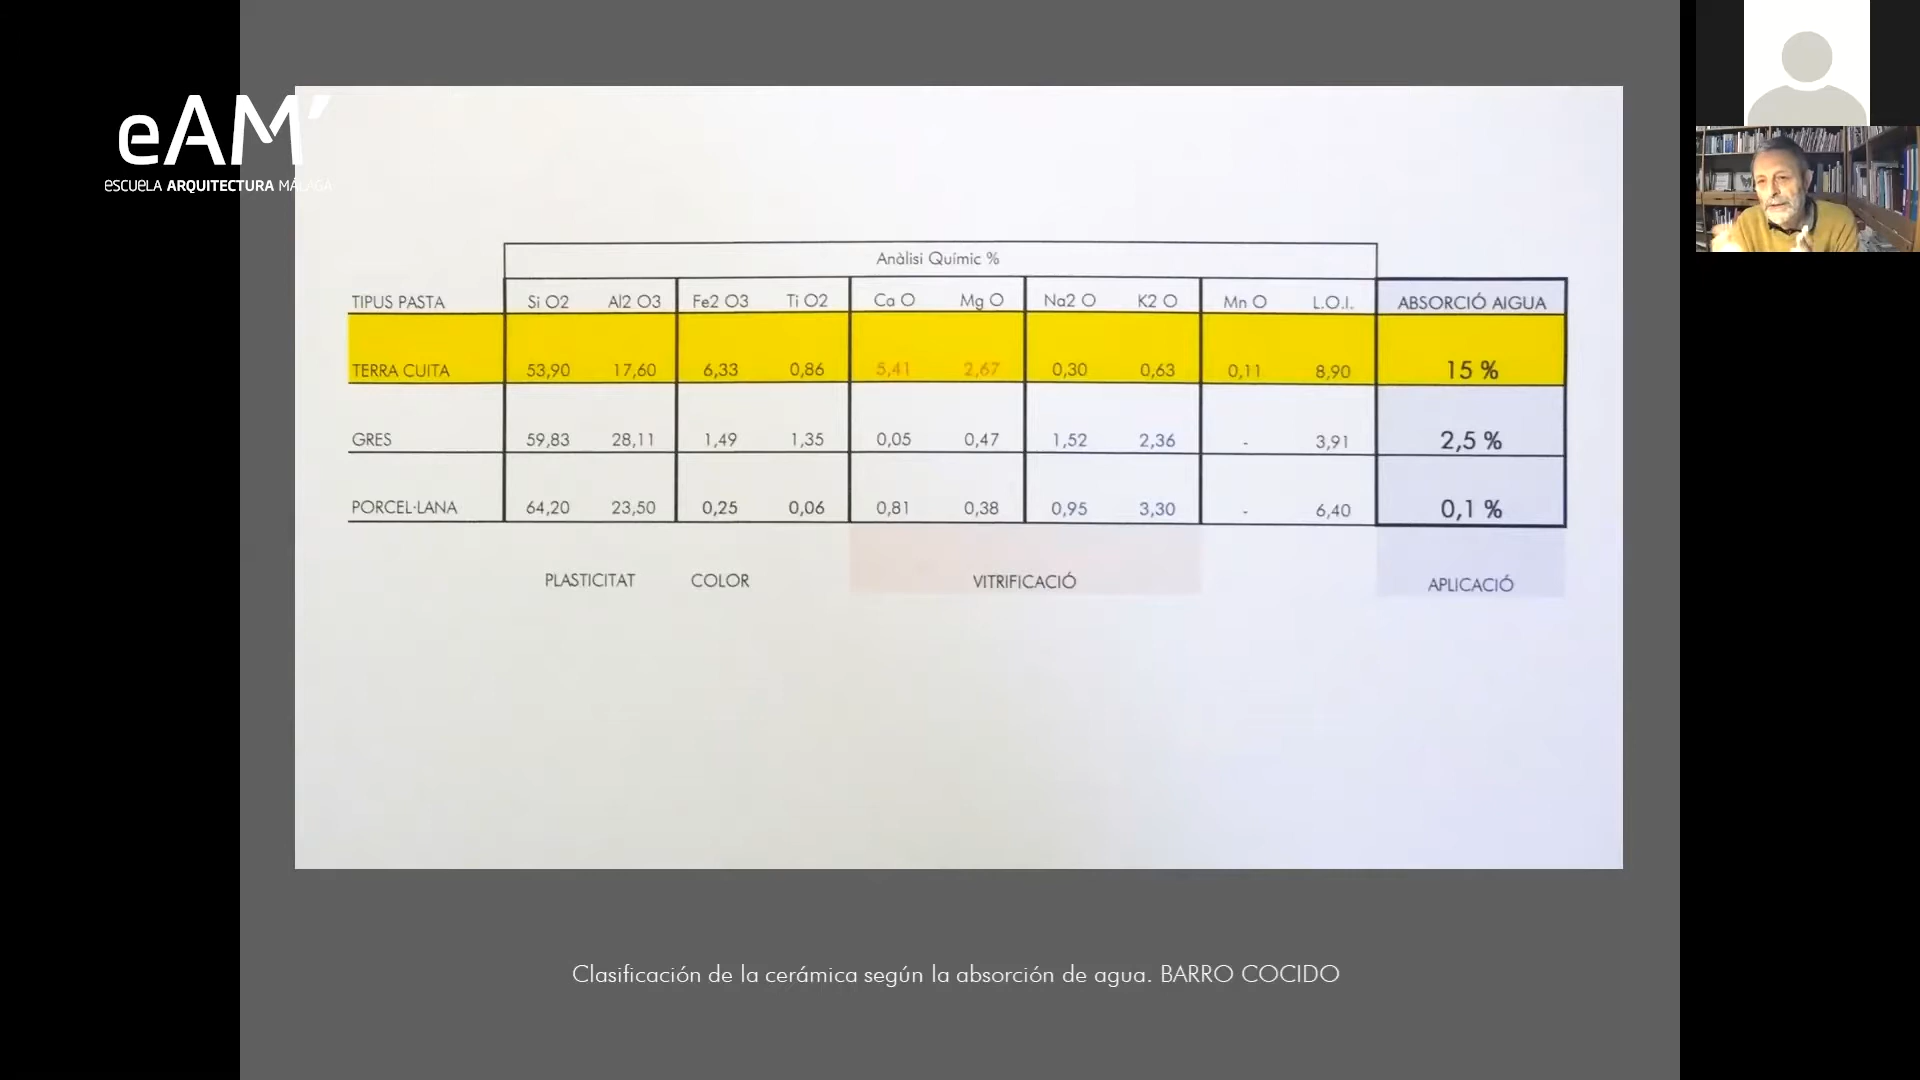 eAM'
ESCUELA ARQUITECTURA MÁLAGA
Anàlisi Químic %
TIPUS PASTA Si O2 Al2 O3 Fe2 O3 Ti O2 Ca O Mg O Na2 O K2 O Mn O L.O.I. ABSORCIÓ AIGUA
TERRA CUITA 53,90 17,60 6,33 0,86 5,41 2,67 0,30 0,63 0,11 8,90 15 %
GRES 59,83 28,11 1,49 1,35 0,05 0,47 1,52 2,36 - 3,91 2,5 %
PORCEL·LANA 64,20 23,50 0,25 0,06 0,81 0,38 0,95 3,30 - 6,40 0,1 %
PLASTICITAT COLOR VITRIFICACIÓ APLICACIÓ
Clasificación de la cerámica según la absorción de agua. BARRO COCIDO